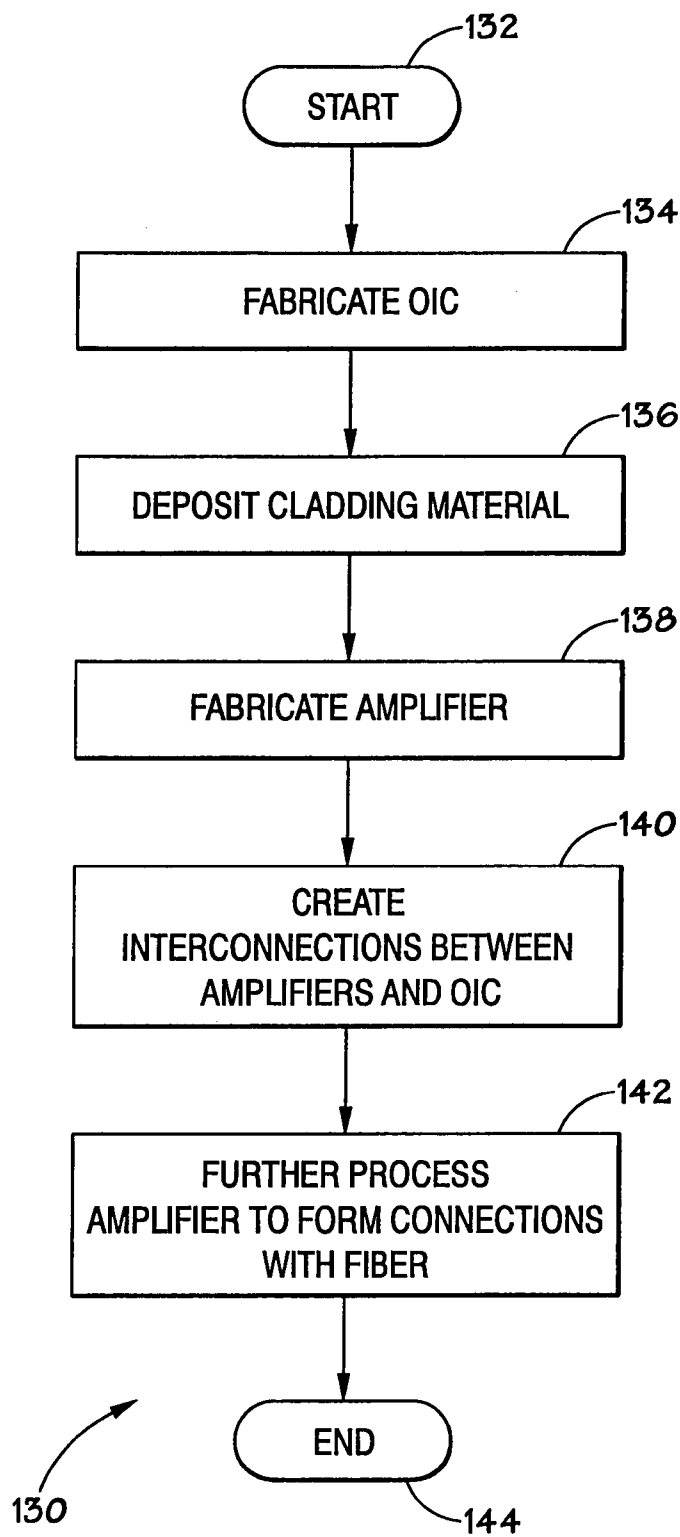 132
START
134
FABRICATE OIC
136
DEPOSIT CLADDING MATERIAL
138
FABRICATE AMPLIFIER
140
CREATE
INTERCONNECTIONS BETWEEN
AMPLIFIERS AND OIC
142
FURTHER PROCESS
AMPLIFIER TO FORM CONNECTIONS
WITH FIBER
END
130
144